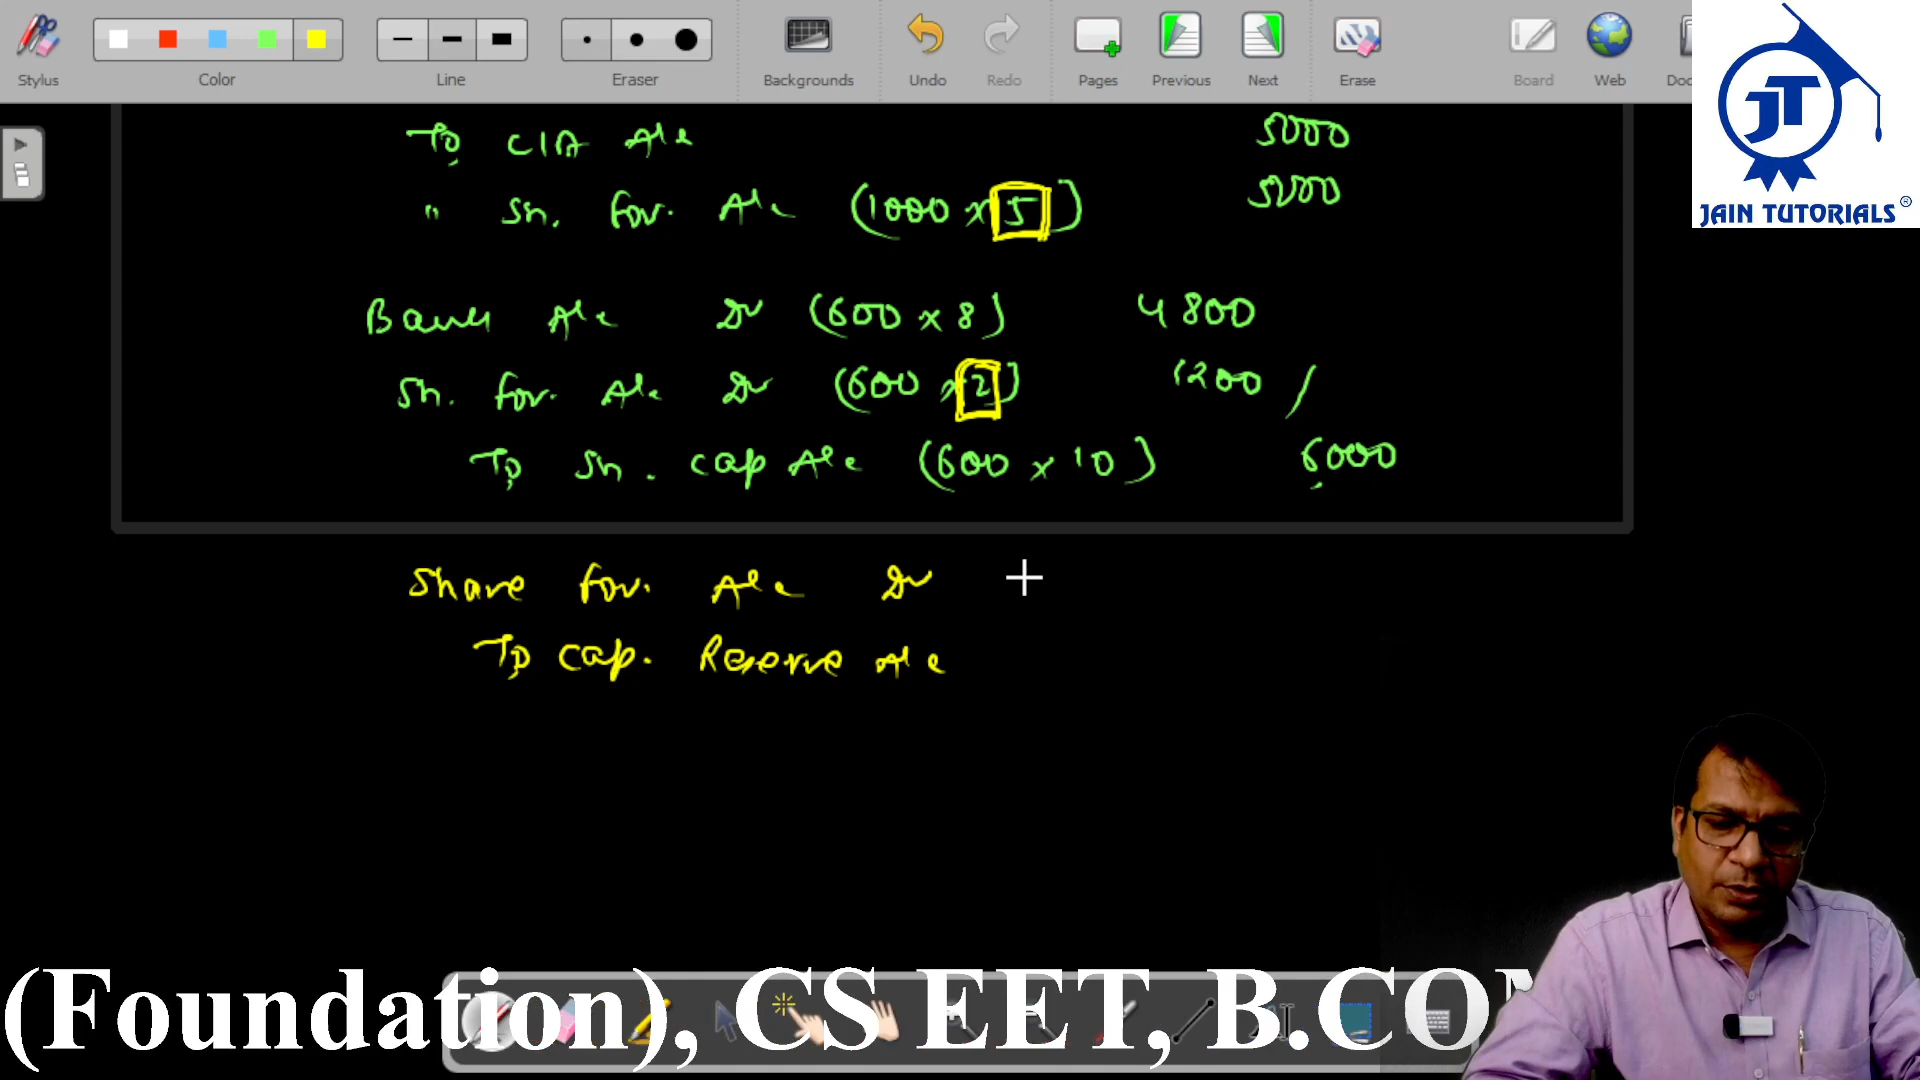 Stylus Color Line Eraser Backgrounds Undo Redo Pages Previous Next Erase Board Web
JT
JAIN TUTORIALS®
To CIA A/c 5000
" Sh. For. A/c (1000 × 5) 5000
Bank A/c Dr (600 × 8) 4800
Sh. For. A/c Dr (600 × 2) 1200 /
To Sh. Cap A/c (600 × 10) 6000
Share For. A/c Dr
To Cap. Reserve A/c
(Foundation), CS EET, B.CO